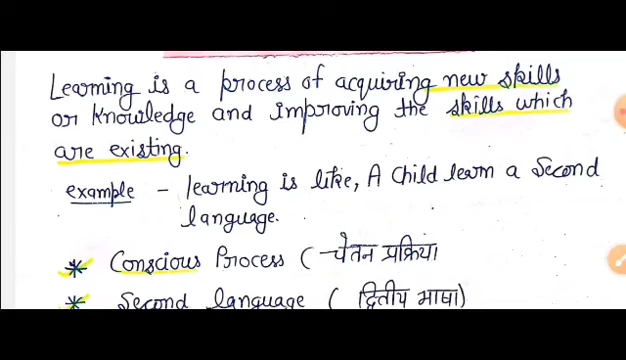 Learning is a process of acquiring new skills
or knowledge and improving the skills which
are existing.
example - learning is like, A child learn a Second
language.
* Conscious Process (चेतन प्रक्रिया
* Second language ( द्वितीय भाषा)